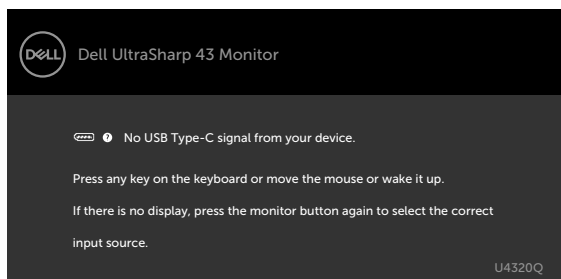 DELL Dell UltraSharp 43 Monitor
? No USB Type-C signal from your device.
Press any key on the keyboard or move the mouse or wake it up.
If there is no display, press the monitor button again to select the correct
input source.
U4320Q